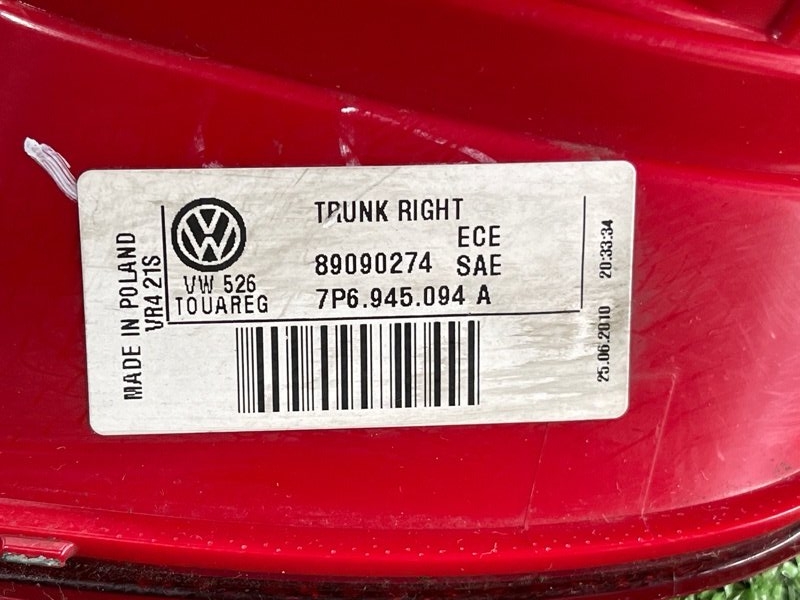 MADE IN POLAND
VR4 21S
VW 526
TOUAREG
TRUNK RIGHT
ECE
89090274 SAE
7P6.945.094 A
25.06.2010 20:33:34